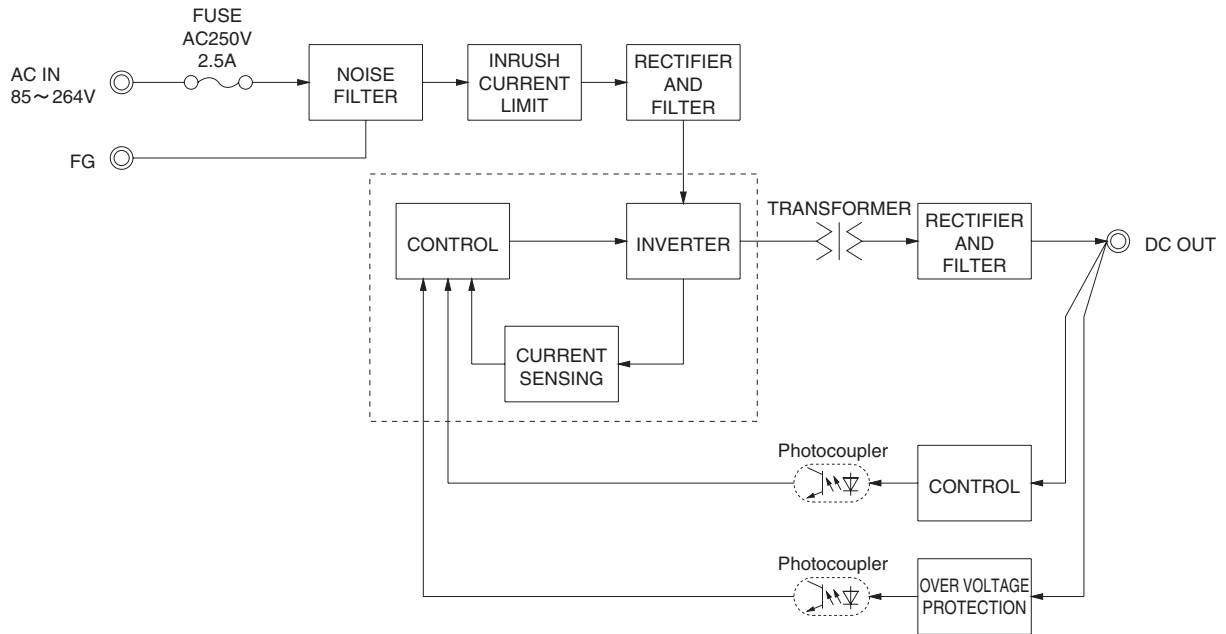 FUSE
AC250V
2.5A
AC IN
85～264V
NOISE
FILTER
INRUSH
CURRENT
LIMIT
RECTIFIER
AND
FILTER
FG
CONTROL
INVERTER
TRANSFORMER
RECTIFIER
AND
FILTER
DC OUT
CURRENT
SENSING
Photocoupler
CONTROL
Photocoupler
OVER VOLTAGE
PROTECTION